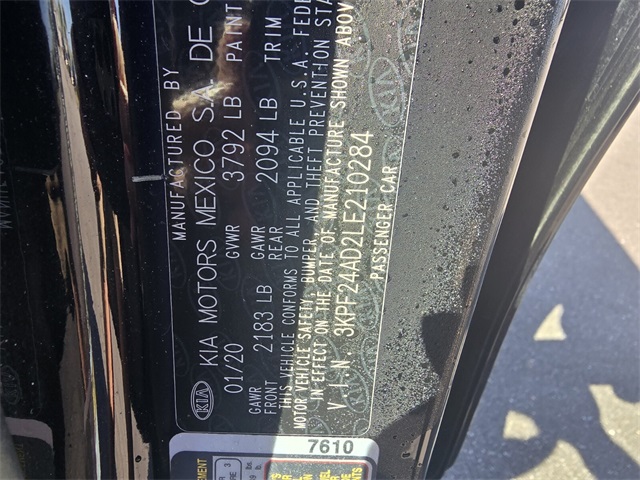 MANUFACTURED BY
KIA KIA MOTORS MEXICO S.A. DE
01/20 GVWR 3792 LB PAINT
GAWR FRONT 2183 LB GAWR REAR 2094 LB TRIM
THIS VEHICLE CONFORMS TO ALL APPLICABLE U.S.A. FEDE
MOTOR VEHICLE SAFETY, BUMPER AND THEFT PREVENTION STA
IN EFFECT ON THE DATE OF MANUFACTURE SHOWN ABOV
V.I.N. 3KPF24AD2LE210284
PASSENGER CAR
KIA
7610